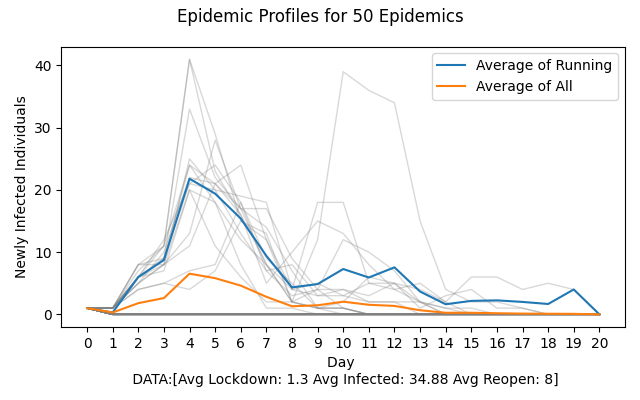 Epidemic Profiles for 50 Epidemics
Newly Infected Individuals
40
30
20
10
0
Average of Running
Average of All
0 1 2 3 4 5 6 7 8 9 10 11 12 13 14 15 16 17 18 19 20
Day
DATA:[Avg Lockdown: 1.3 Avg Infected: 34.88 Avg Reopen: 8]